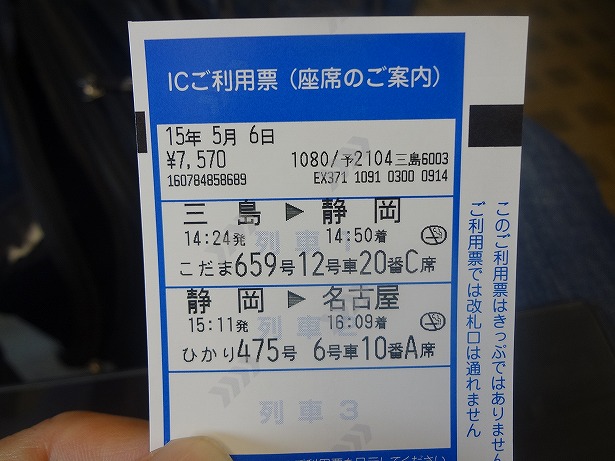 ICご利用票（座席のご案内）
15年 5月 6日
¥7,570 1080/予2104 三島6003
160784858689 EX371 1091 0300 0914
三島 ▶ 静岡
14:24発 列車1 14:50着
こだま659号12号車20番C席
静岡 ▶ 名古屋
15:11発 列車2 16:09着
ひかり475号 6号車10番A席
列車3
このご利用票はきっぷではありません
ご利用票では改札口は通れません